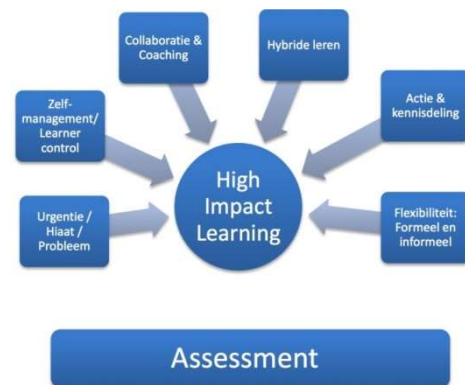 Collaboratie &
Coaching
Hybride leren
Zelf-
management/
Learner
control
Actie &
kennisdeling
High
Impact
Learning
Urgentie /
Hiaat /
Probleem
Flexibiliteit:
Formeel en
informeel
Assessment